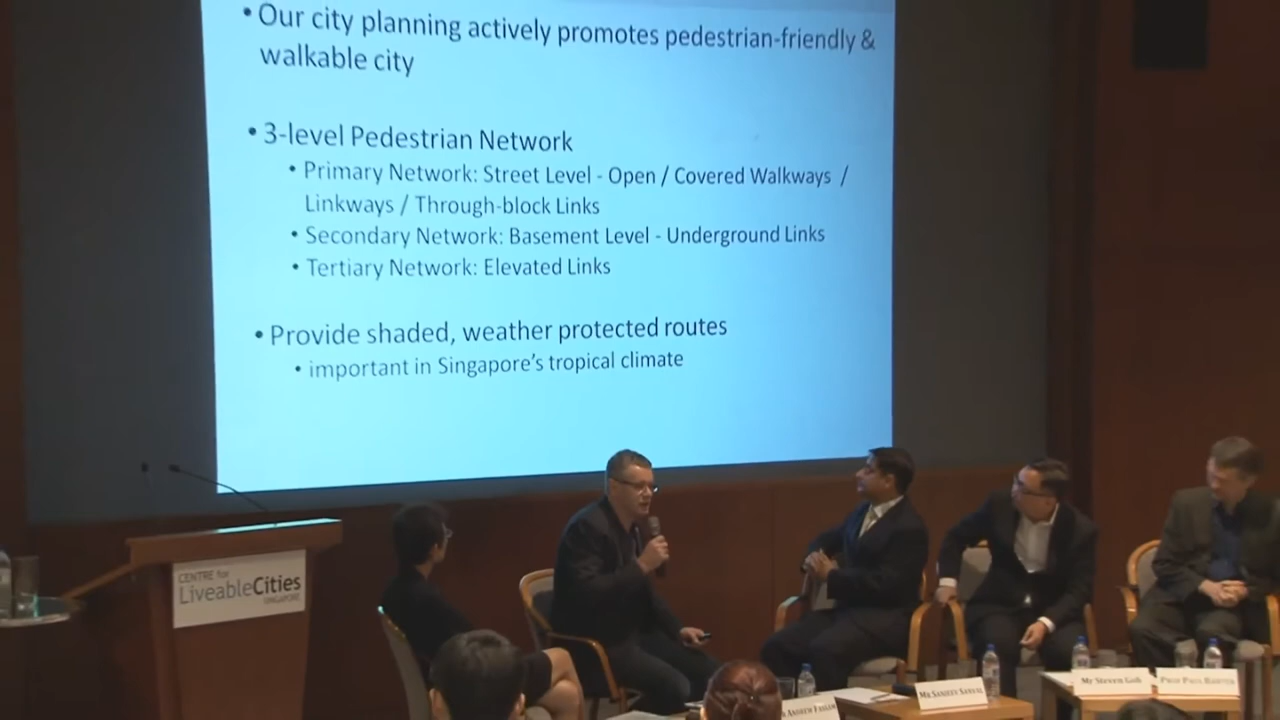 • Our city planning actively promotes pedestrian-friendly &
walkable city
• 3-level Pedestrian Network
• Primary Network: Street Level - Open / Covered Walkways /
Linkways / Through-block Links
• Secondary Network: Basement Level - Underground Links
• Tertiary Network: Elevated Links
• Provide shaded, weather protected routes
• important in Singapore's tropical climate
CENTRE for
LiveableCities
SINGAPORE
Mr Sanjeev Sanyal
Mr Steven Goh
Prof Paul Barter